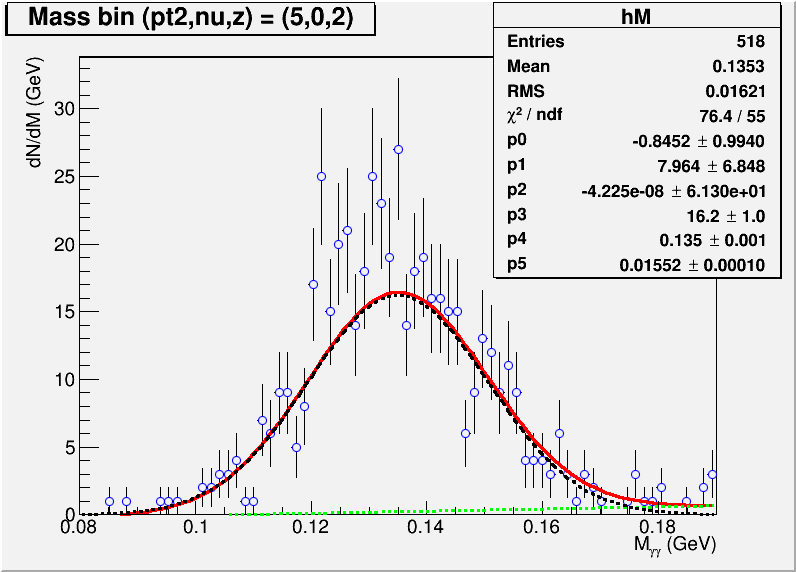 Mass bin (pt2,nu,z) = (5,0,2)
hM
Entries 518
Mean 0.1353
RMS 0.01621
χ² / ndf 76.4 / 55
p0 -0.8452 ± 0.9940
p1 7.964 ± 6.848
p2 -4.225e-08 ± 6.130e+01
p3 16.2 ± 1.0
p4 0.135 ± 0.001
p5 0.01552 ± 0.00010
dN/dM (GeV)
30
25
20
15
10
5
0
0.08 0.1 0.12 0.14 0.16 0.18
Mγγ (GeV)